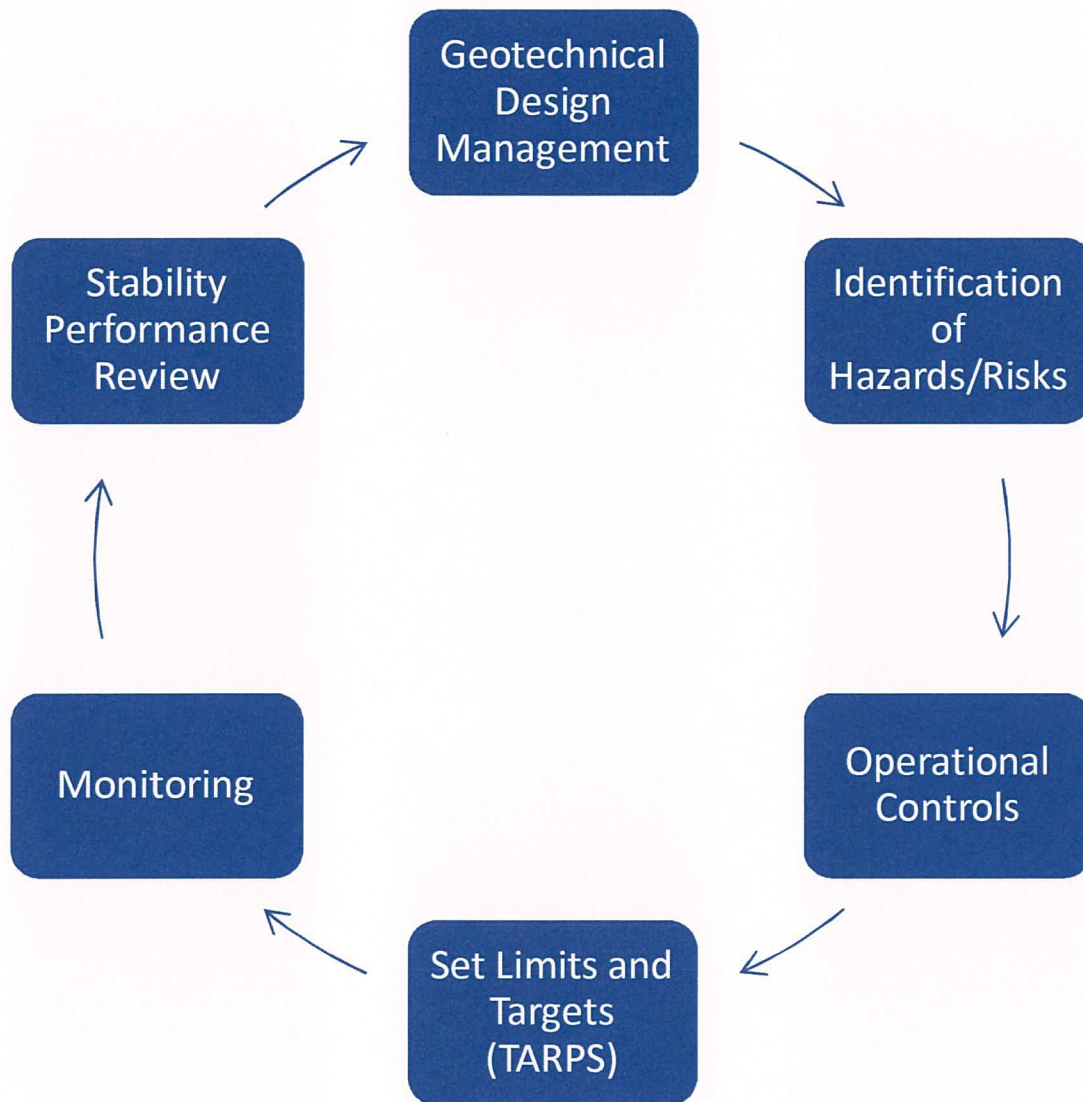 Geotechnical
Design
Management
Identification
of
Hazards/Risks
Operational
Controls
Set Limits and
Targets
(TARPS)
Monitoring
Stability
Performance
Review